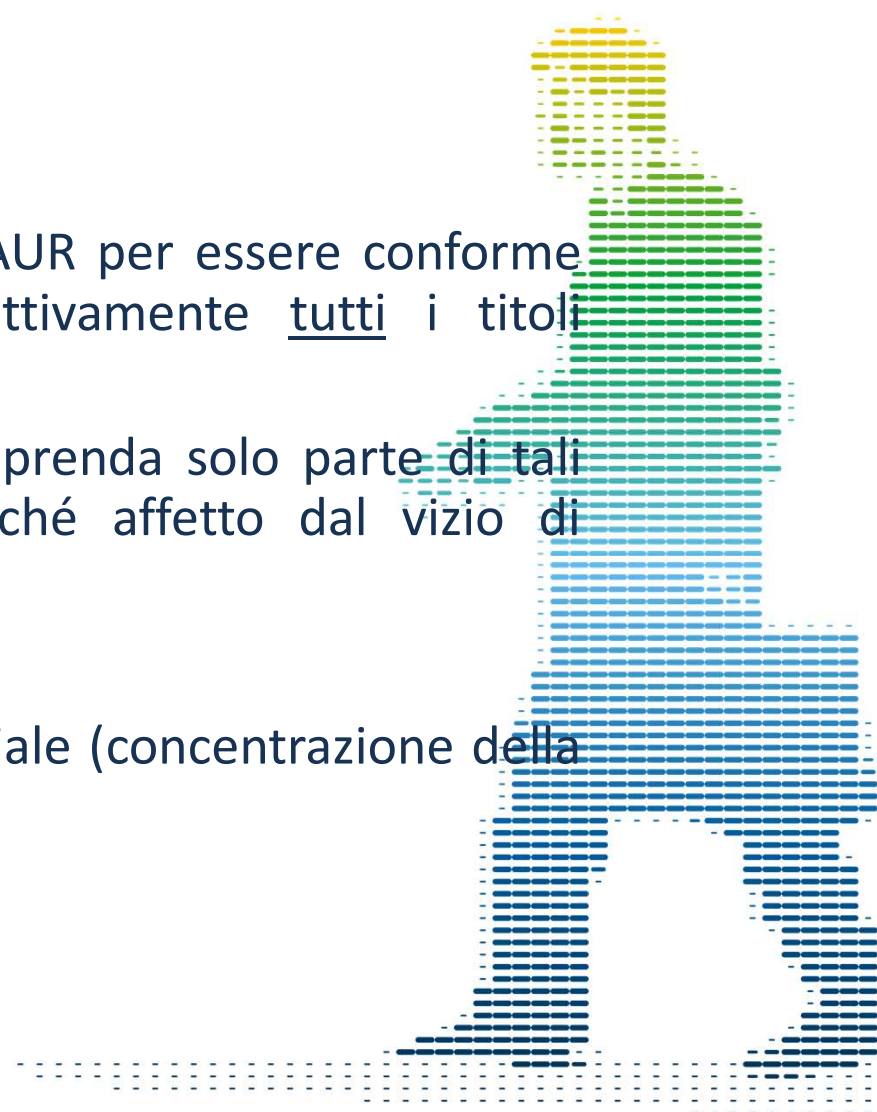 AUR per essere conforme
ttivamente tutti i titoli
prenda solo parte di tali
ché affetto dal vizio di
iale (concentrazione della